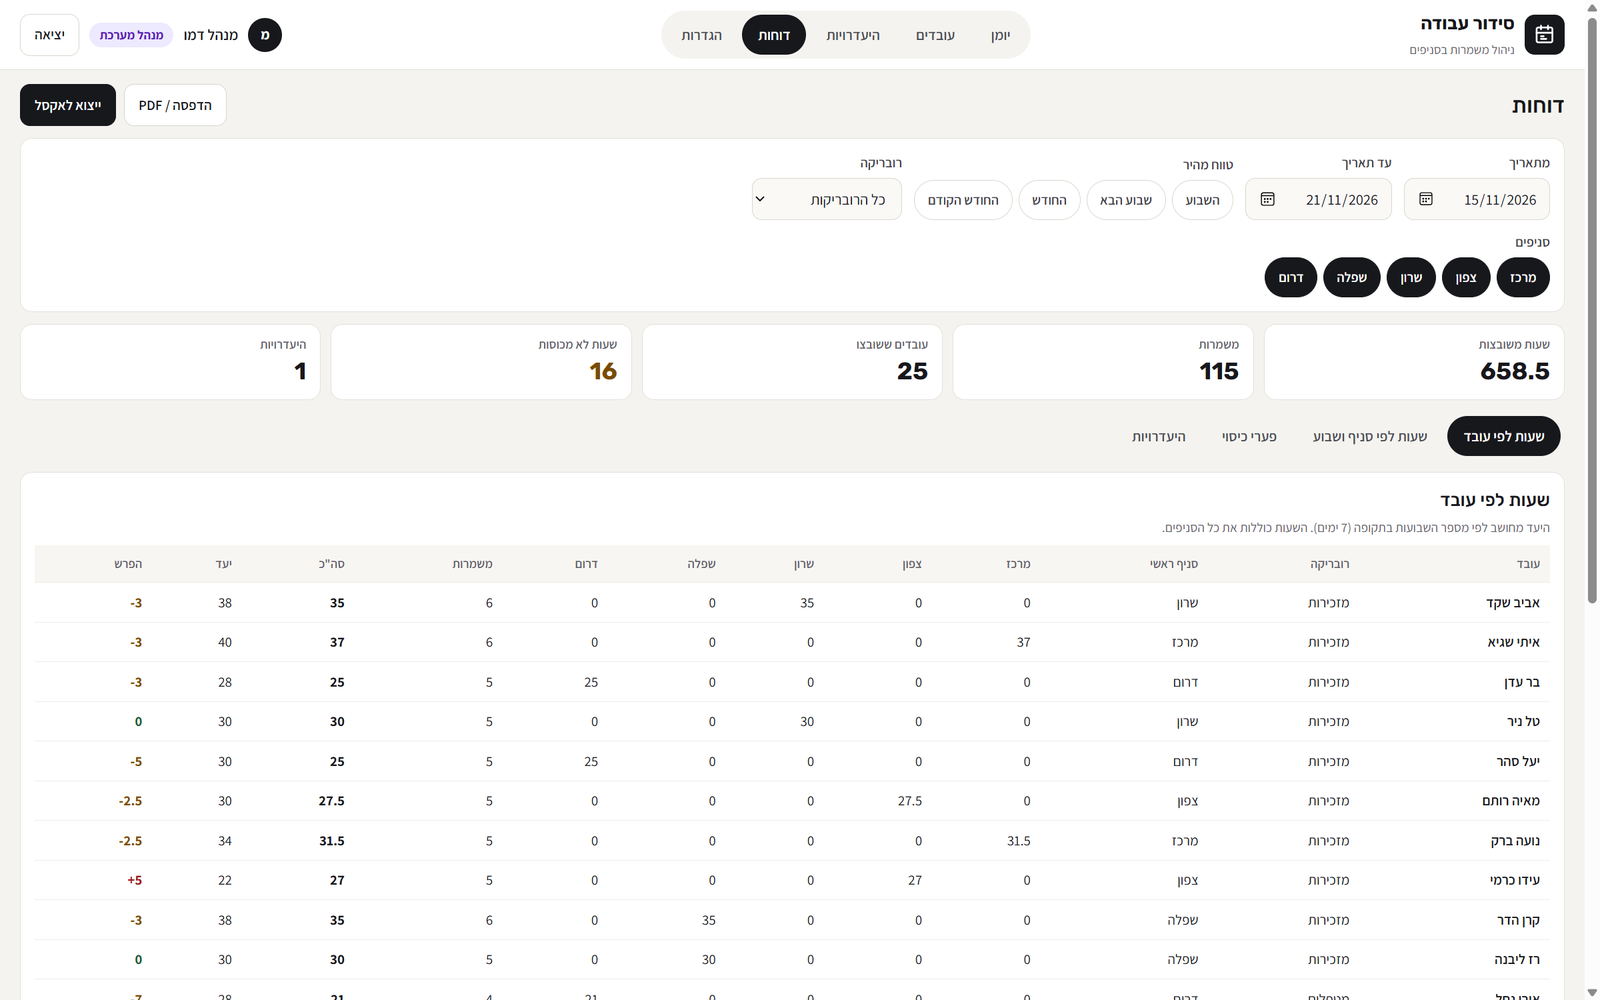 סידור עבודה
ניהול משמרות בסניפים
יומן
עובדים
היעדרויות
דוחות
הגדרות
מ
מנהל דמו
מנהל מערכת
יציאה
דוחות
הדפסה / PDF
ייצוא לאקסל
מתאריך
עד תאריך
טווח מהיר
רובריקה
15/11/2026
21/11/2026
השבוע
שבוע הבא
החודש
החודש הקודם
כל הרובריקות
סניפים
מרכז
צפון
שרון
שפלה
דרום
שעות משובצות
658.5
משמרות
115
עובדים ששובצו
25
שעות לא מכוסות
16
היעדרויות
1
שעות לפי עובד
שעות לפי סניף ושבוע
פערי כיסוי
היעדרויות
שעות לפי עובד
היעד מחושב לפי מספר השבועות בתקופה (7 ימים). השעות כוללות את כל הסניפים.
עובד רובריקה סניף ראשי מרכז צפון שרון שפלה דרום משמרות סה"כ יעד הפרש
אביב שקד מזכירות שרון 0 0 35 0 0 6 35 38 -3
איתי שגיא מזכירות מרכז 37 0 0 0 0 6 37 40 -3
בר עדן מזכירות דרום 0 0 0 0 25 5 25 28 -3
טל ניר מזכירות שרון 0 0 30 0 0 5 30 30 0
יעל סהר מזכירות דרום 0 0 0 0 25 5 25 30 -5
מאיה רותם מזכירות צפון 0 27.5 0 0 0 5 27.5 30 -2.5
נועה ברק מזכירות מרכז 31.5 0 0 0 0 5 31.5 34 -2.5
עידו כרמי מזכירות צפון 0 27 0 0 0 5 27 22 +5
קרן הדר מזכירות שפלה 0 0 0 35 0 6 35 38 -3
רז ליבנה מזכירות שפלה 0 0 0 30 0 5 30 30 0
דרום 0 0 0 0 21 4 21 28 -7